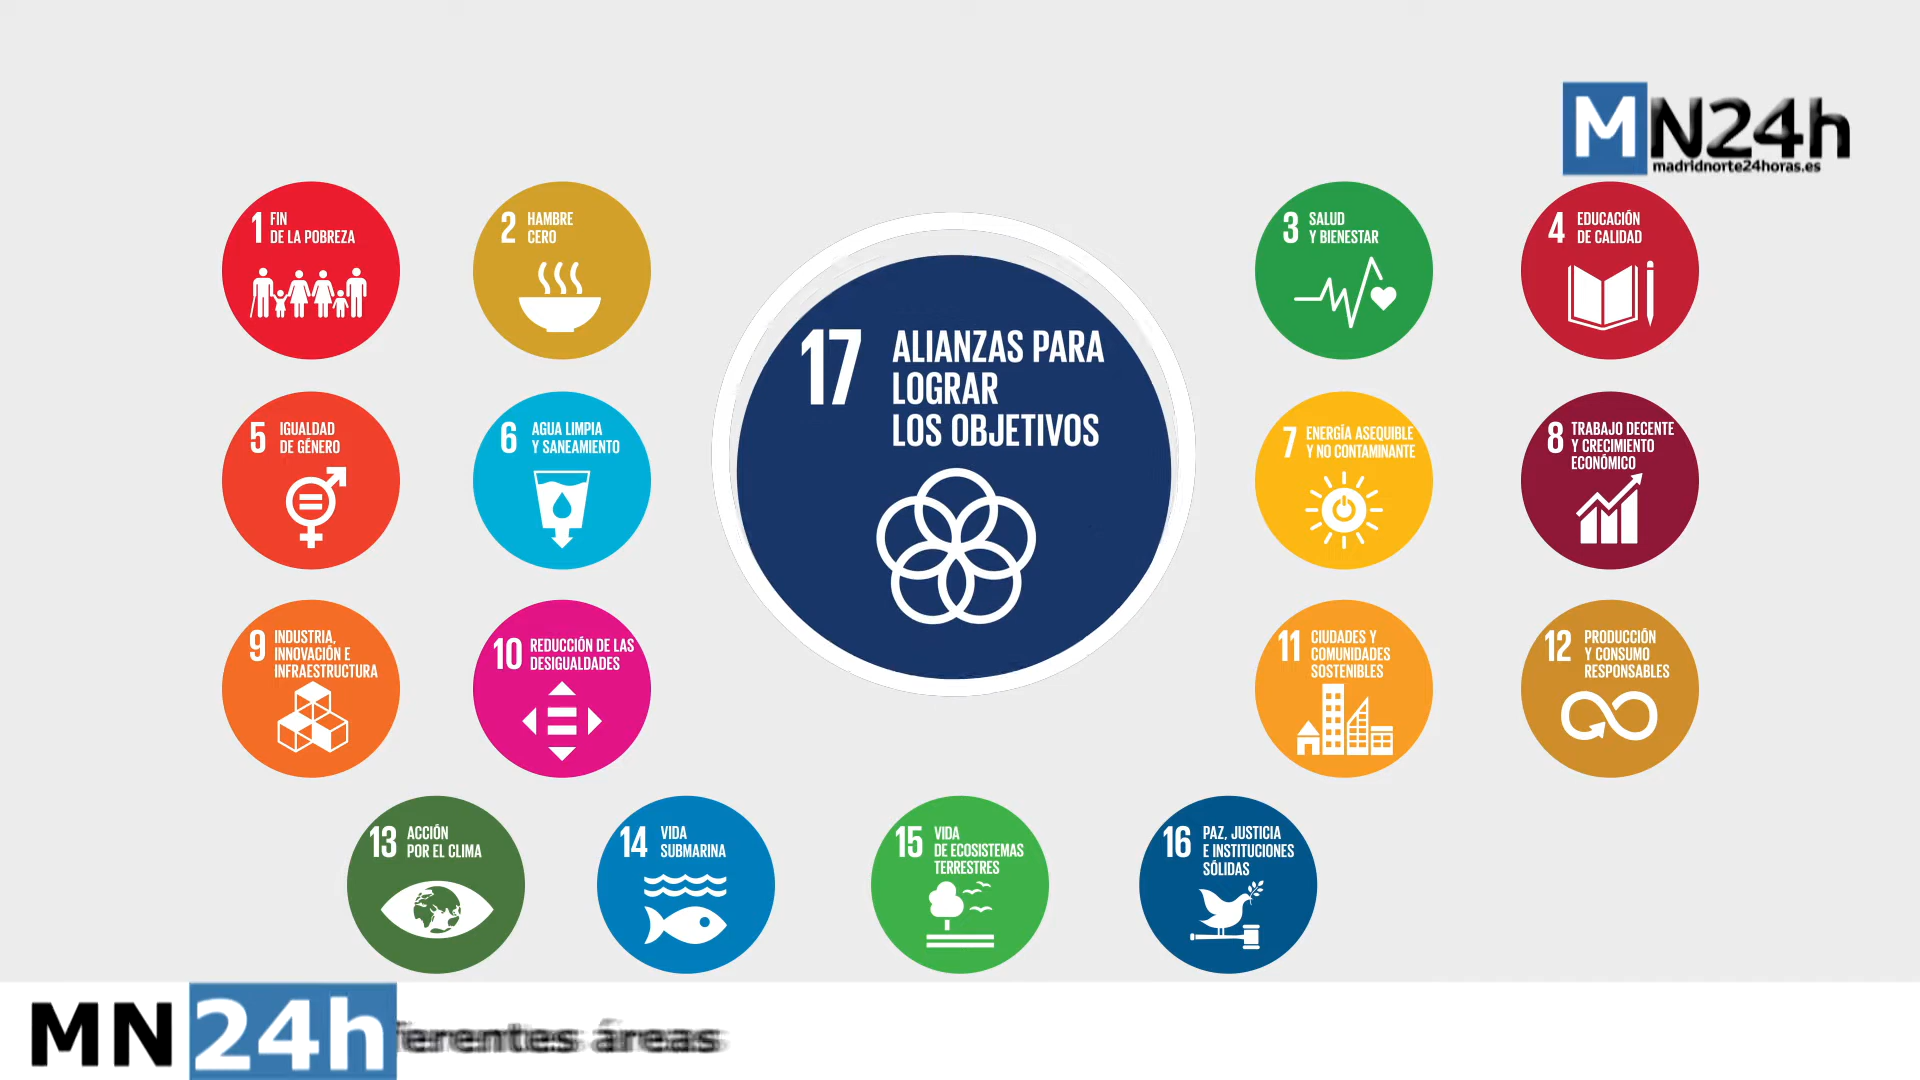 MN24h
madridnorte24horas.es
1 FIN
DE LA POBREZA
2 HAMBRE
CERO
3 SALUD
Y BIENESTAR
4 EDUCACIÓN
DE CALIDAD
17 ALIANZAS PARA
LOGRAR
LOS OBJETIVOS
5 IGUALDAD
DE GÉNERO
6 AGUA LIMPIA
Y SANEAMIENTO
7 ENERGÍA ASEQUIBLE
Y NO CONTAMINANTE
8 TRABAJO DECENTE
Y CRECIMIENTO
ECONÓMICO
9 INDUSTRIA,
INNOVACIÓN E
INFRAESTRUCTURA
10 REDUCCIÓN DE LAS
DESIGUALDADES
11 CIUDADES Y
COMUNIDADES
SOSTENIBLES
12 PRODUCCIÓN
Y CONSUMO
RESPONSABLES
13 ACCIÓN
POR EL CLIMA
14 VIDA
SUBMARINA
15 VIDA
DE ECOSISTEMAS
TERRESTRES
16 PAZ, JUSTICIA
E INSTITUCIONES
SÓLIDAS
MN24h áreas